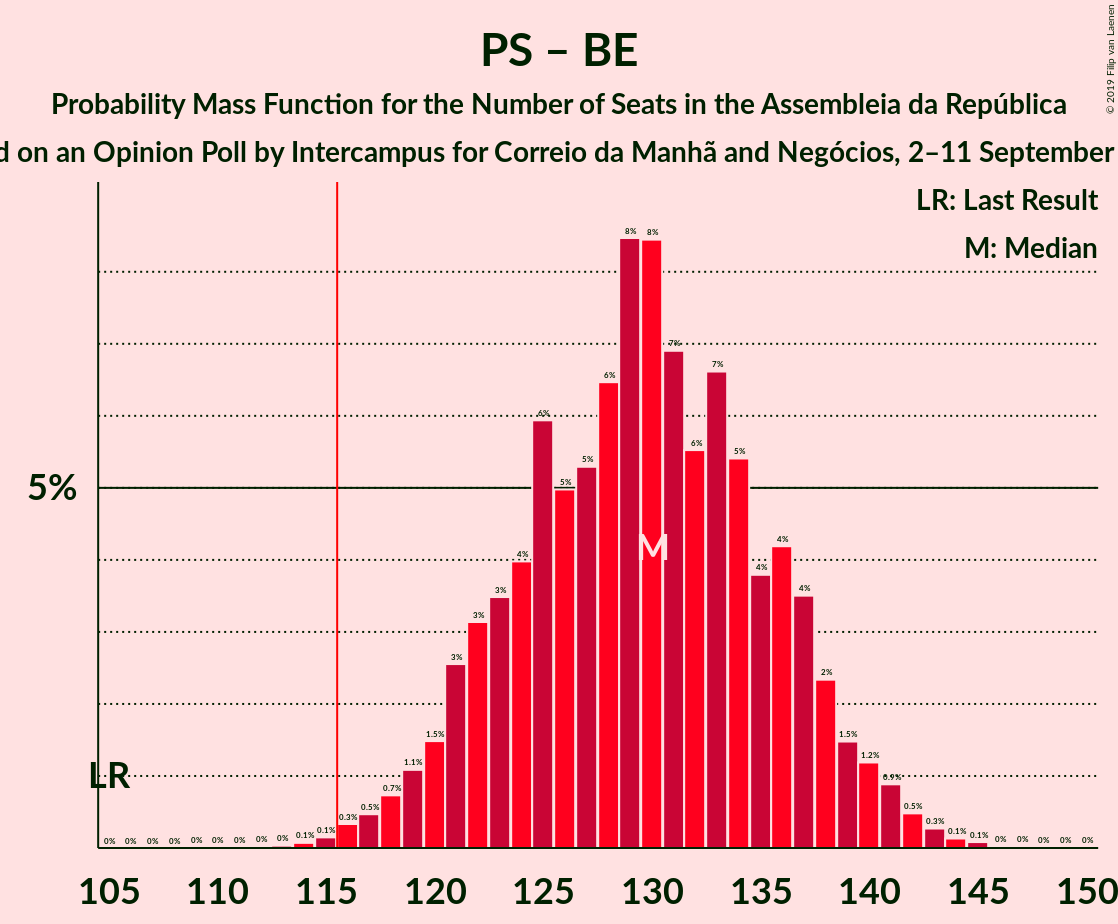 PS – BE
Probability Mass Function for the Number of Seats in the Assembleia da República
on an Opinion Poll by Intercampus for Correio da Manhã and Negócios, 2–11 September
© 2019 Filip van Laenen
LR: Last Result
M: Median
5%
LR
M
0% 0% 0% 0% 0% 0% 0% 0% 0% 0.1% 0.1% 0.3% 0.5% 0.7% 1.1% 1.5% 3% 3% 3% 4% 6% 5% 5% 6% 8% 8% 7% 6% 7% 5% 4% 4% 4% 2% 1.5% 1.2% 0.9% 0.5% 0.3% 0.1% 0.1% 0% 0% 0% 0% 0%
105 110 115 120 125 130 135 140 145 150